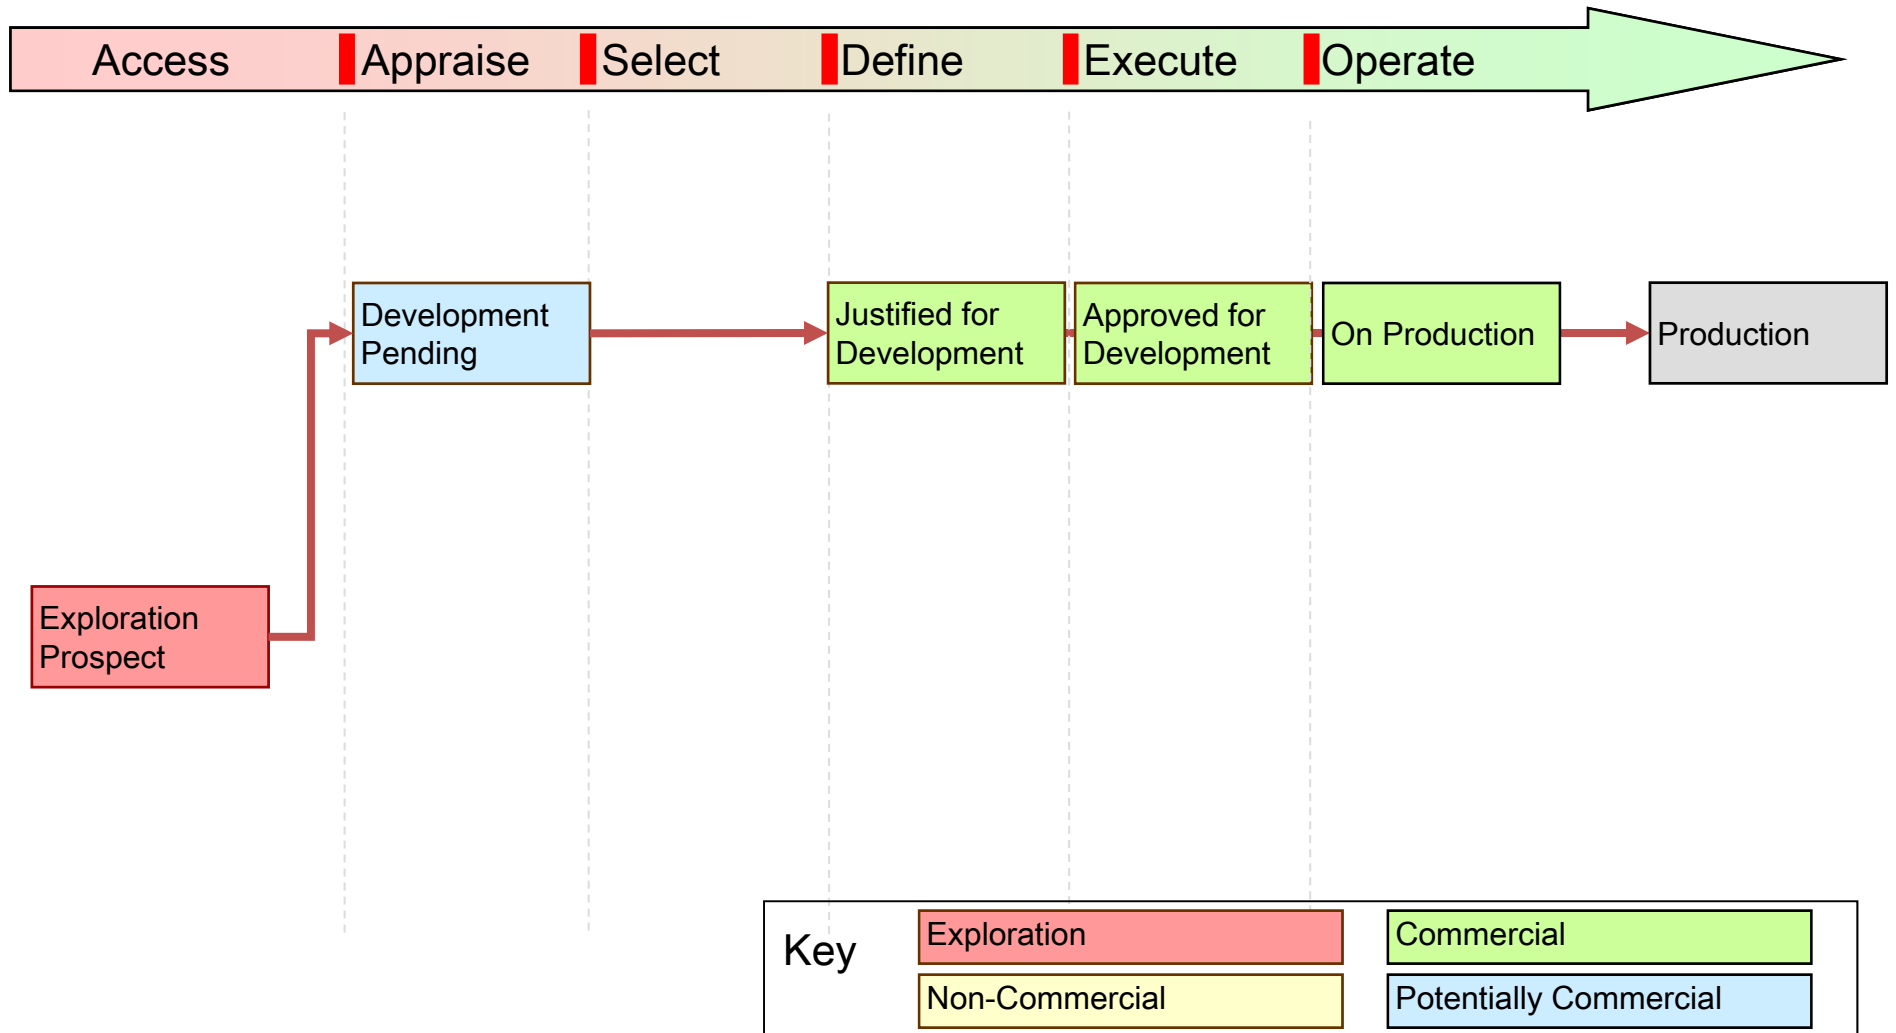 Access
Appraise
Select
Define
Execute
Operate
Development
Pending
Justified for
Development
Approved for
Development
On Production
Production
Exploration
Prospect
Key
Exploration
Commercial
Non-Commercial
Potentially Commercial